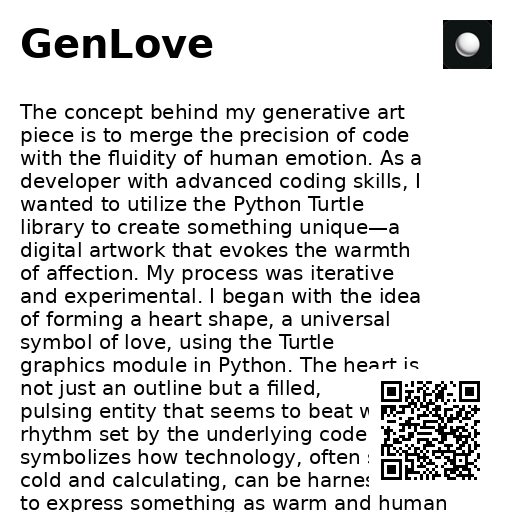 GenLove
The concept behind my generative art
piece is to merge the precision of code
with the fluidity of human emotion. As a
developer with advanced coding skills, I
wanted to utilize the Python Turtle
library to create something unique—a
digital artwork that evokes the warmth
of affection. My process was iterative
and experimental. I began with the idea
of forming a heart shape, a universal
symbol of love, using the Turtle
graphics module in Python. The heart is
not just an outline but a filled,
pulsing entity that seems to beat
rhythm set by the underlying code
symbolizes how technology, often
cold and calculating, can be
to express something as warm and human